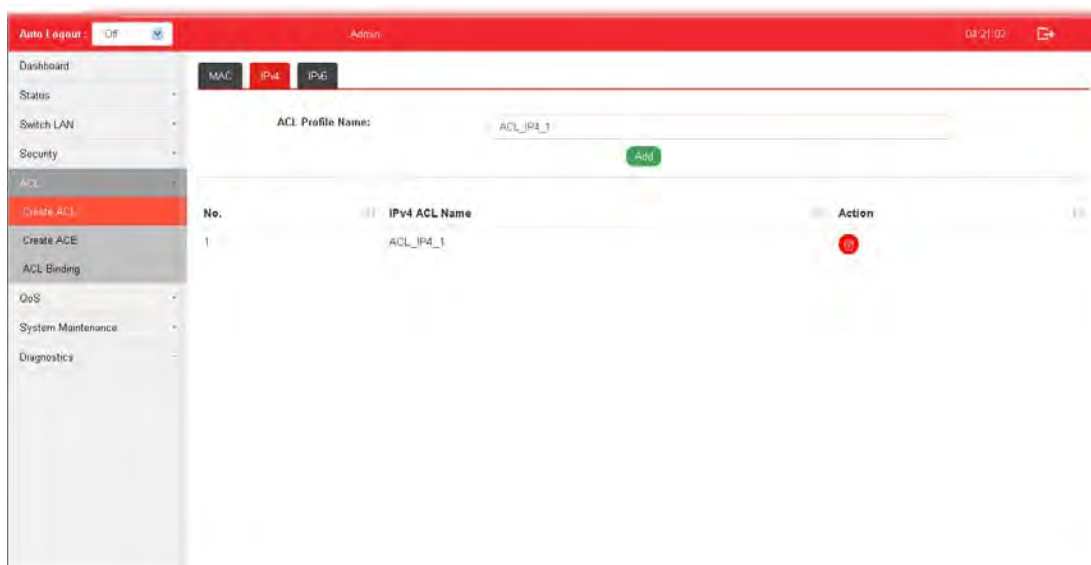 Auto Logout : Off Admin 04:21:02
Dashboard
Status
Switch LAN
Security
ACL
Create ACL
Create ACE
ACL Binding
QoS
System Maintenance
Diagnostics
MAC IPv4 IPv6
ACL Profile Name: ACL_IP4_1
Add
No. IPv4 ACL Name Action
1 ACL_IP4_1